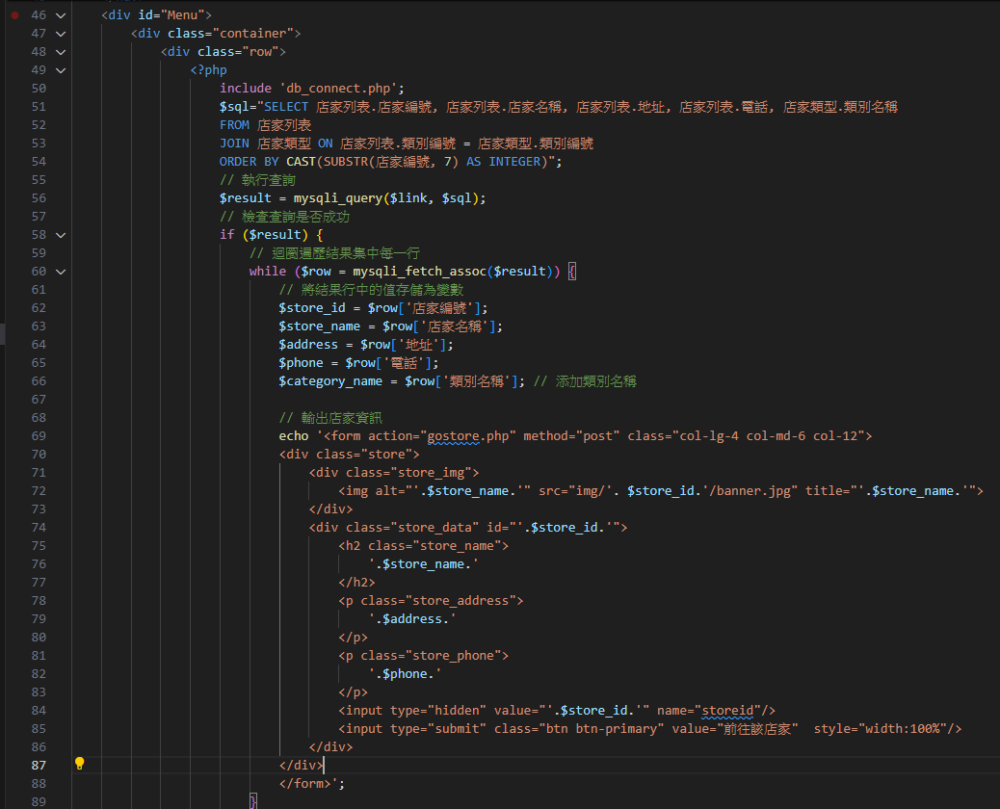 46 <div id="Menu">
47 <div class="container">
48 <div class="row">
49 <?php
50 include 'db_connect.php';
51 $sql="SELECT 店家列表.店家編號, 店家列表.店家名稱, 店家列表.地址, 店家列表.電話, 店家類型.類別名稱
52 FROM 店家列表
53 JOIN 店家類型 ON 店家列表.類別編號 = 店家類型.類別編號
54 ORDER BY CAST(SUBSTR(店家編號, 7) AS INTEGER)";
55 // 執行查詢
56 $result = mysqli_query($link, $sql);
57 // 檢查查詢是否成功
58 if ($result) {
59 // 迴圈遍歷結果集中每一行
60 while ($row = mysqli_fetch_assoc($result)) {
61 // 將結果行中的值存儲為變數
62 $store_id = $row['店家編號'];
63 $store_name = $row['店家名稱'];
64 $address = $row['地址'];
65 $phone = $row['電話'];
66 $category_name = $row['類別名稱']; // 添加類別名稱
67
68 // 輸出店家資訊
69 echo '<form action="gostore.php" method="post" class="col-lg-4 col-md-6 col-12">
70 <div class="store">
71 <div class="store_img">
72 <img alt="'.$store_name.'" src="img/'. $store_id.'/banner.jpg" title="'.$store_name.'">
73 </div>
74 <div class="store_data" id="'.$store_id.'">
75 <h2 class="store_name">
76 '.$store_name.'
77 </h2>
78 <p class="store_address">
79 '.$address.'
80 </p>
81 <p class="store_phone">
82 '.$phone.'
83 </p>
84 <input type="hidden" value="'.$store_id.'" name="storeid"/>
85 <input type="submit" class="btn btn-primary" value="前往該店家"  style="width:100%"/>
86 </div>
87 </div>
88 </form>';
89 }